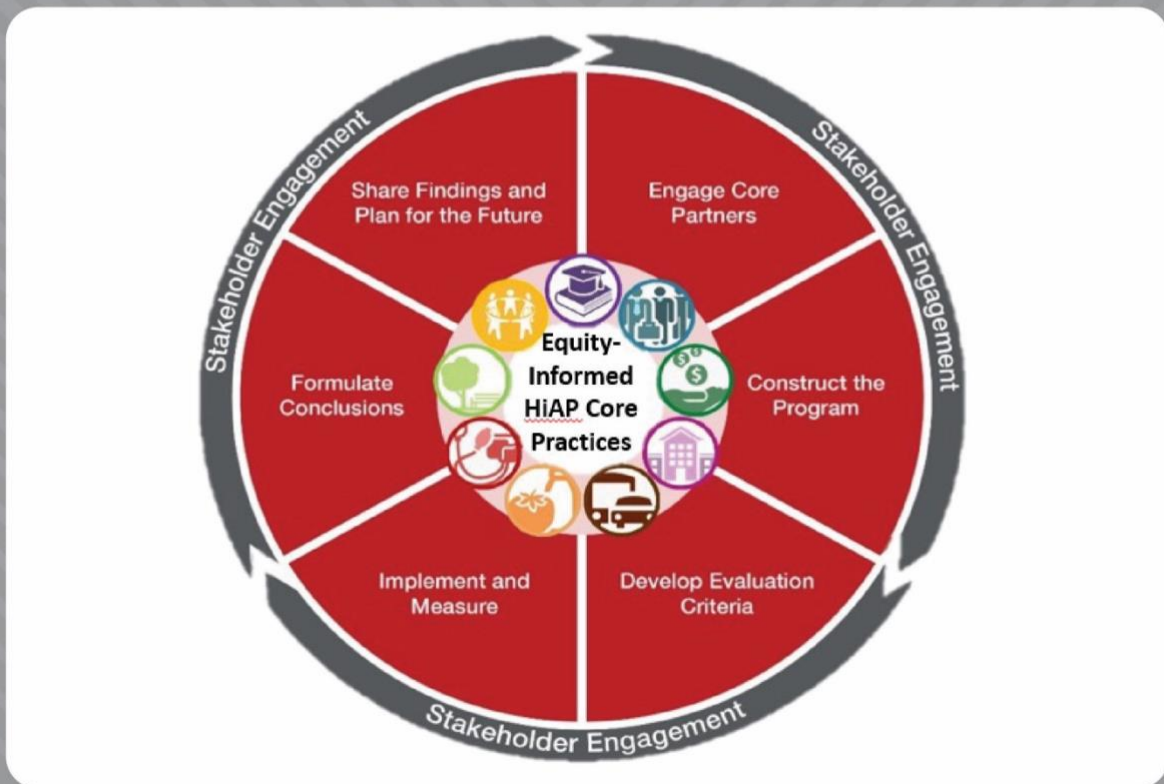 Stakeholder Engagement
Stakeholder Engagement
Share Findings and
Plan for the Future
Engage Core
Partners
Equity-
Informed
HiAP Core
Practices
Formulate
Conclusions
Construct the
Program
Implement and
Measure
Develop Evaluation
Criteria
Stakeholder Engagement